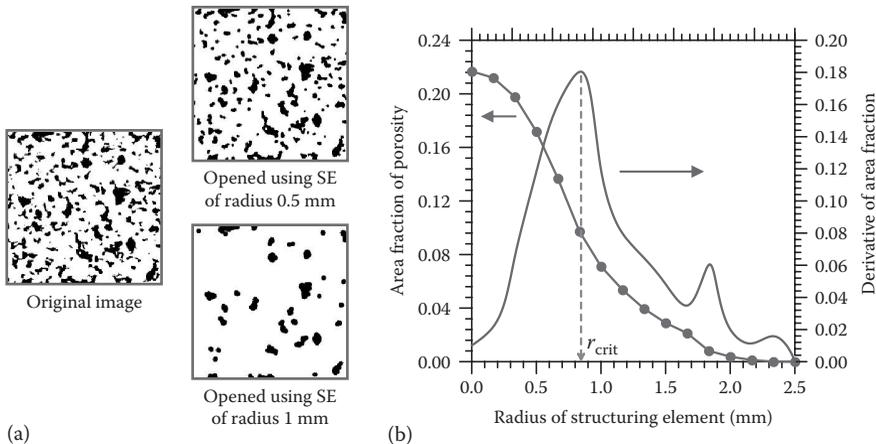 Original image
Opened using SE
of radius 0.5 mm
Opened using SE
of radius 1 mm
(a)
Area fraction of porosity
0.24
0.20
0.16
0.12
0.08
0.04
0.00
0.0
0.5
1.0
1.5
2.0
2.5
Radius of structuring element (mm)
r_crit
0.20
0.18
0.16
0.14
0.12
0.10
0.08
0.06
0.04
0.02
0.00
Derivative of area fraction
(b)